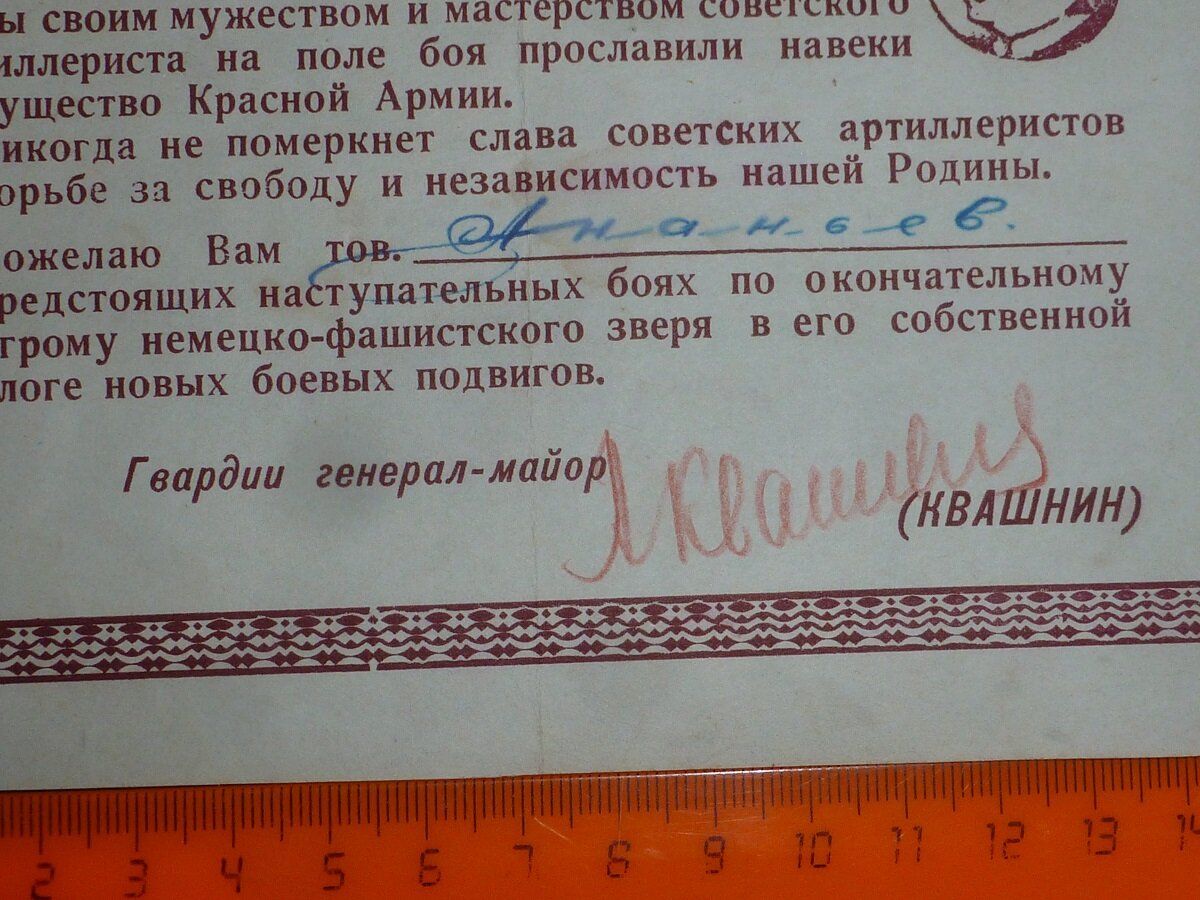 ы своим мужеством и мастерством советского
иллериста на поле боя прославили навеки
ущество Красной Армии.
икогда не померкнет слава советских артиллеристов
орьбе за свободу и независимость нашей Родины.
ожелаю Вам тов. Ананьев.
редстоящих наступательных боях по окончательному
грому немецко-фашистского зверя в его собственной
логе новых боевых подвигов.
Гвардии генерал-майор Квашнин
(КВАШНИН)
2 3 4 5 6 7 8 9 10 11 12 13 14